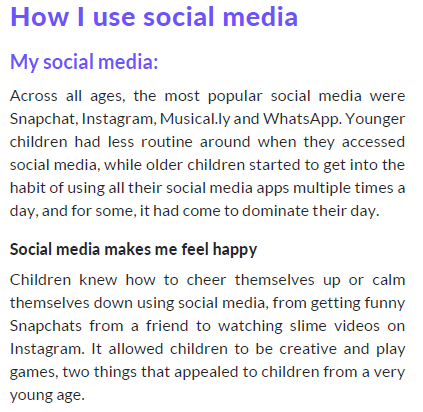 How I use social media
My social media:
Across all ages, the most popular social media were
Snapchat, Instagram, Musical.ly and WhatsApp. Younger
children had less routine around when they accessed
social media, while older children started to get into the
habit of using all their social media apps multiple times a
day, and for some, it had come to dominate their day.
Social media makes me feel happy
Children knew how to cheer themselves up or calm
themselves down using social media, from getting funny
Snapchats from a friend to watching slime videos on
Instagram. It allowed children to be creative and play
games, two things that appealed to children from a very
young age.